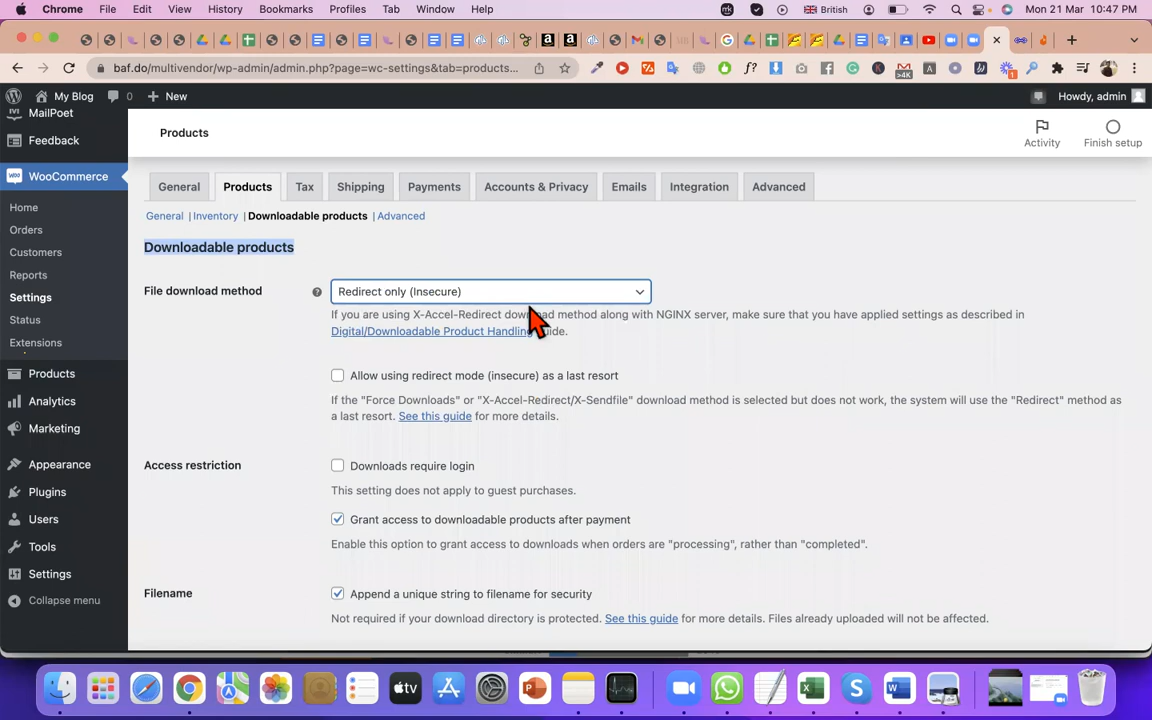 Chrome File Edit View History Bookmarks Profiles Tab Window Help British Mon 21 Mar 10:47 PM
baf.do/multivendor/wp-admin/admin.php?page=wc-settings&tab=products...
f? >4K A 1
My Blog 0 New Howdy, admin
MailPoet
Feedback
WooCommerce
Home
Orders
Customers
Reports
Settings
Status
Extensions
Products
Analytics
Marketing
Appearance
Plugins
Users
Tools
Settings
Collapse menu
Products
Activity
Finish setup
General Products Tax Shipping Payments Accounts & Privacy Emails Integration Advanced
General | Inventory | Downloadable products | Advanced
Downloadable products
File download method
Redirect only (Insecure)
If you are using X-Accel-Redirect download method along with NGINX server, make sure that you have applied settings as described in
Digital/Downloadable Product Handling guide.
Allow using redirect mode (insecure) as a last resort
If the "Force Downloads" or "X-Accel-Redirect/X-Sendfile" download method is selected but does not work, the system will use the "Redirect" method as
a last resort. See this guide for more details.
Access restriction
Downloads require login
This setting does not apply to guest purchases.
Grant access to downloadable products after payment
Enable this option to grant access to downloads when orders are "processing", rather than "completed".
Filename
Append a unique string to filename for security
Not required if your download directory is protected. See this guide for more details. Files already uploaded will not be affected.
tv